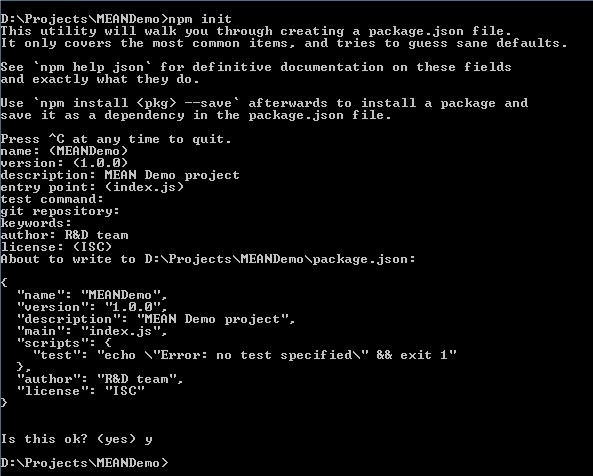 D:\Projects\MEANDemo>npm init
This utility will walk you through creating a package.json file.
It only covers the most common items, and tries to guess sane defaults.
See `npm help json` for definitive documentation on these fields
and exactly what they do.
Use `npm install <pkg> --save` afterwards to install a package and
save it as a dependency in the package.json file.
Press ^C at any time to quit.
name: (MEANDemo)
version: (1.0.0)
description: MEAN Demo project
entry point: (index.js)
test command:
git repository:
keywords:
author: R&D team
license: (ISC)
About to write to D:\Projects\MEANDemo\package.json:
{
  "name": "MEANDemo",
  "version": "1.0.0",
  "description": "MEAN Demo project",
  "main": "index.js",
  "scripts": {
    "test": "echo \"Error: no test specified\" && exit 1"
  },
  "author": "R&D team",
  "license": "ISC"
}
Is this ok? (yes) y
D:\Projects\MEANDemo>